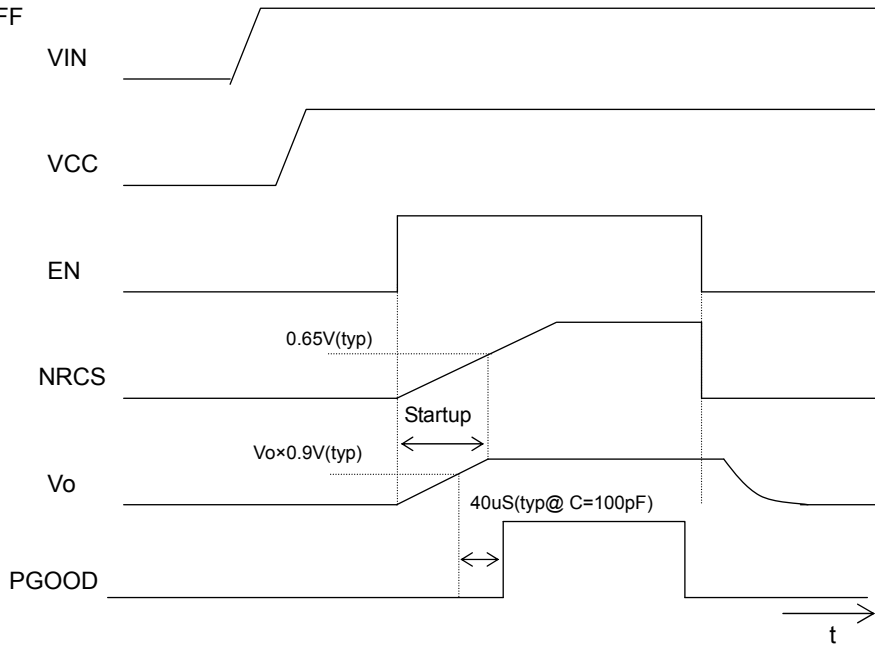 FF
VIN
VCC
EN
0.65V(typ)
NRCS
Startup
Vo×0.9V(typ)
Vo
40uS(typ@ C=100pF)
PGOOD
t